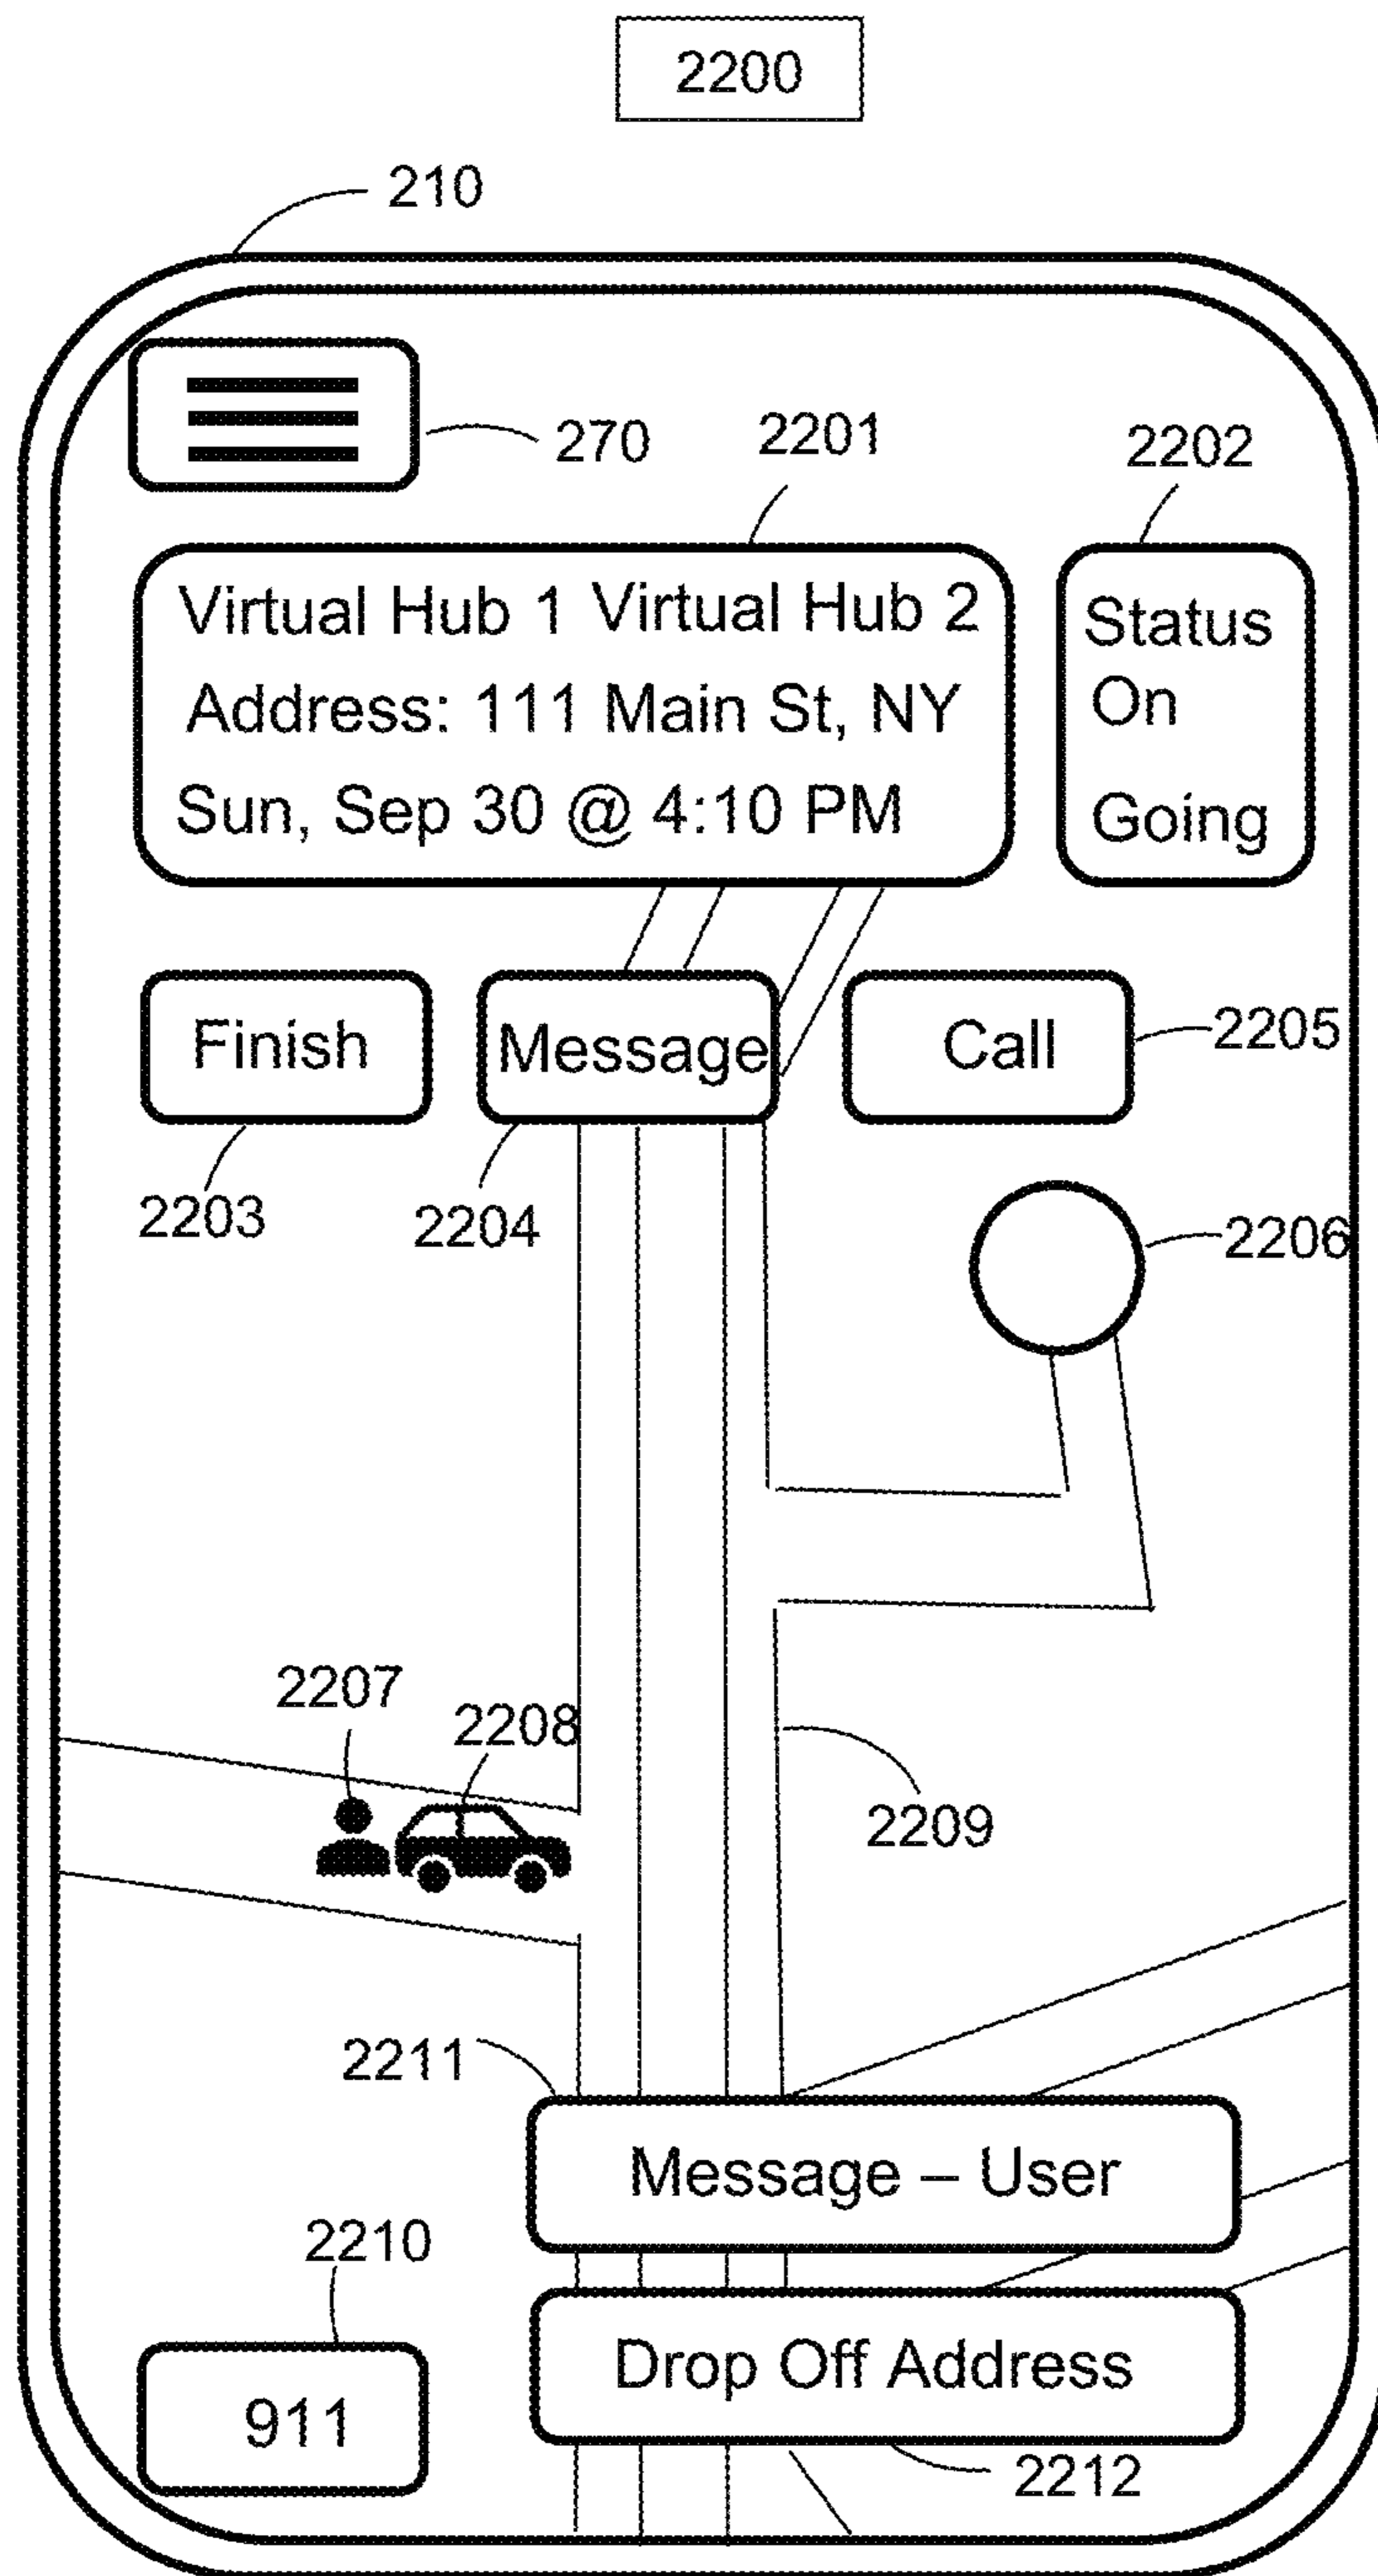 2200
210
270
2201
2202
Virtual Hub 1 Virtual Hub 2
Address: 111 Main St, NY
Sun, Sep 30 @ 4:10 PM
Status
On
Going
Finish
Message
Call
2205
2203
2204
2206
2207
2208
2209
2211
Message – User
2210
Drop Off Address
911
2212